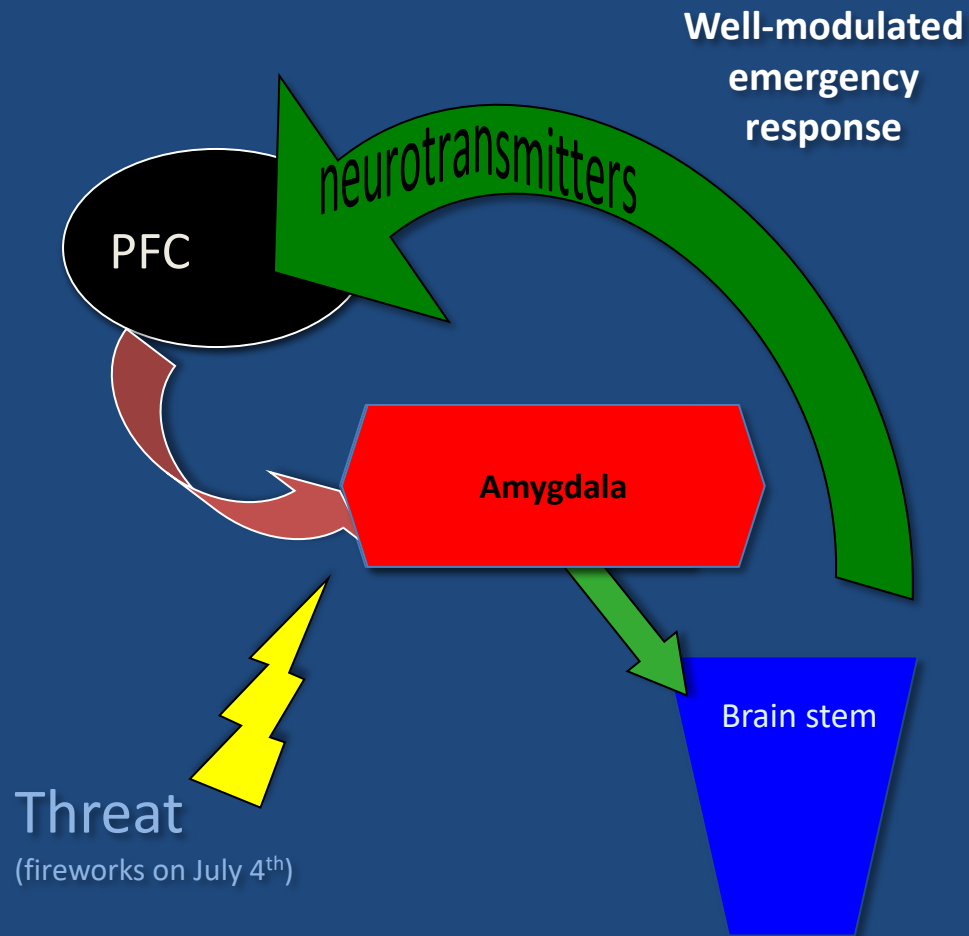 Well-modulated
emergency
response
neurotransmitters
PFC
Amygdala
Brain stem
Threat
(fireworks on July 4th)